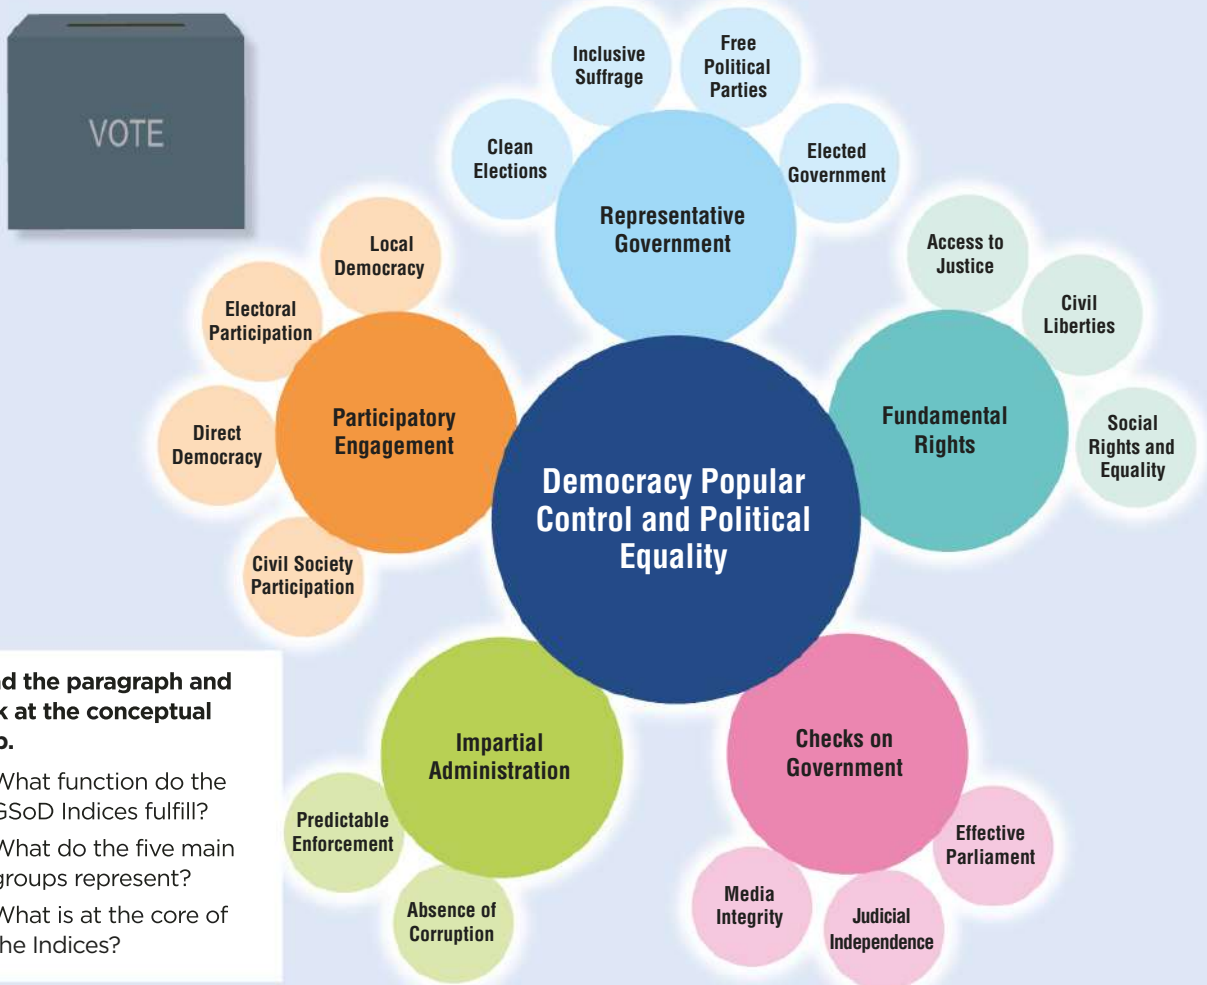 VOTE
Inclusive
Suffrage
Free
Political
Parties
Clean
Elections
Elected
Government
Representative
Government
Local
Democracy
Electoral
Participation
Direct
Democracy
Civil Society
Participation
Participatory
Engagement
Access to
Justice
Civil
Liberties
Social
Rights and
Equality
Fundamental
Rights
Democracy Popular
Control and Political
Equality
Impartial
Administration
Predictable
Enforcement
Absence of
Corruption
Checks on
Government
Effective
Parliament
Media
Integrity
Judicial
Independence
the paragraph and
at the conceptual
What function do the
GSoD Indices fulfill?
What do the five main
groups represent?
What is at the core of
the Indices?